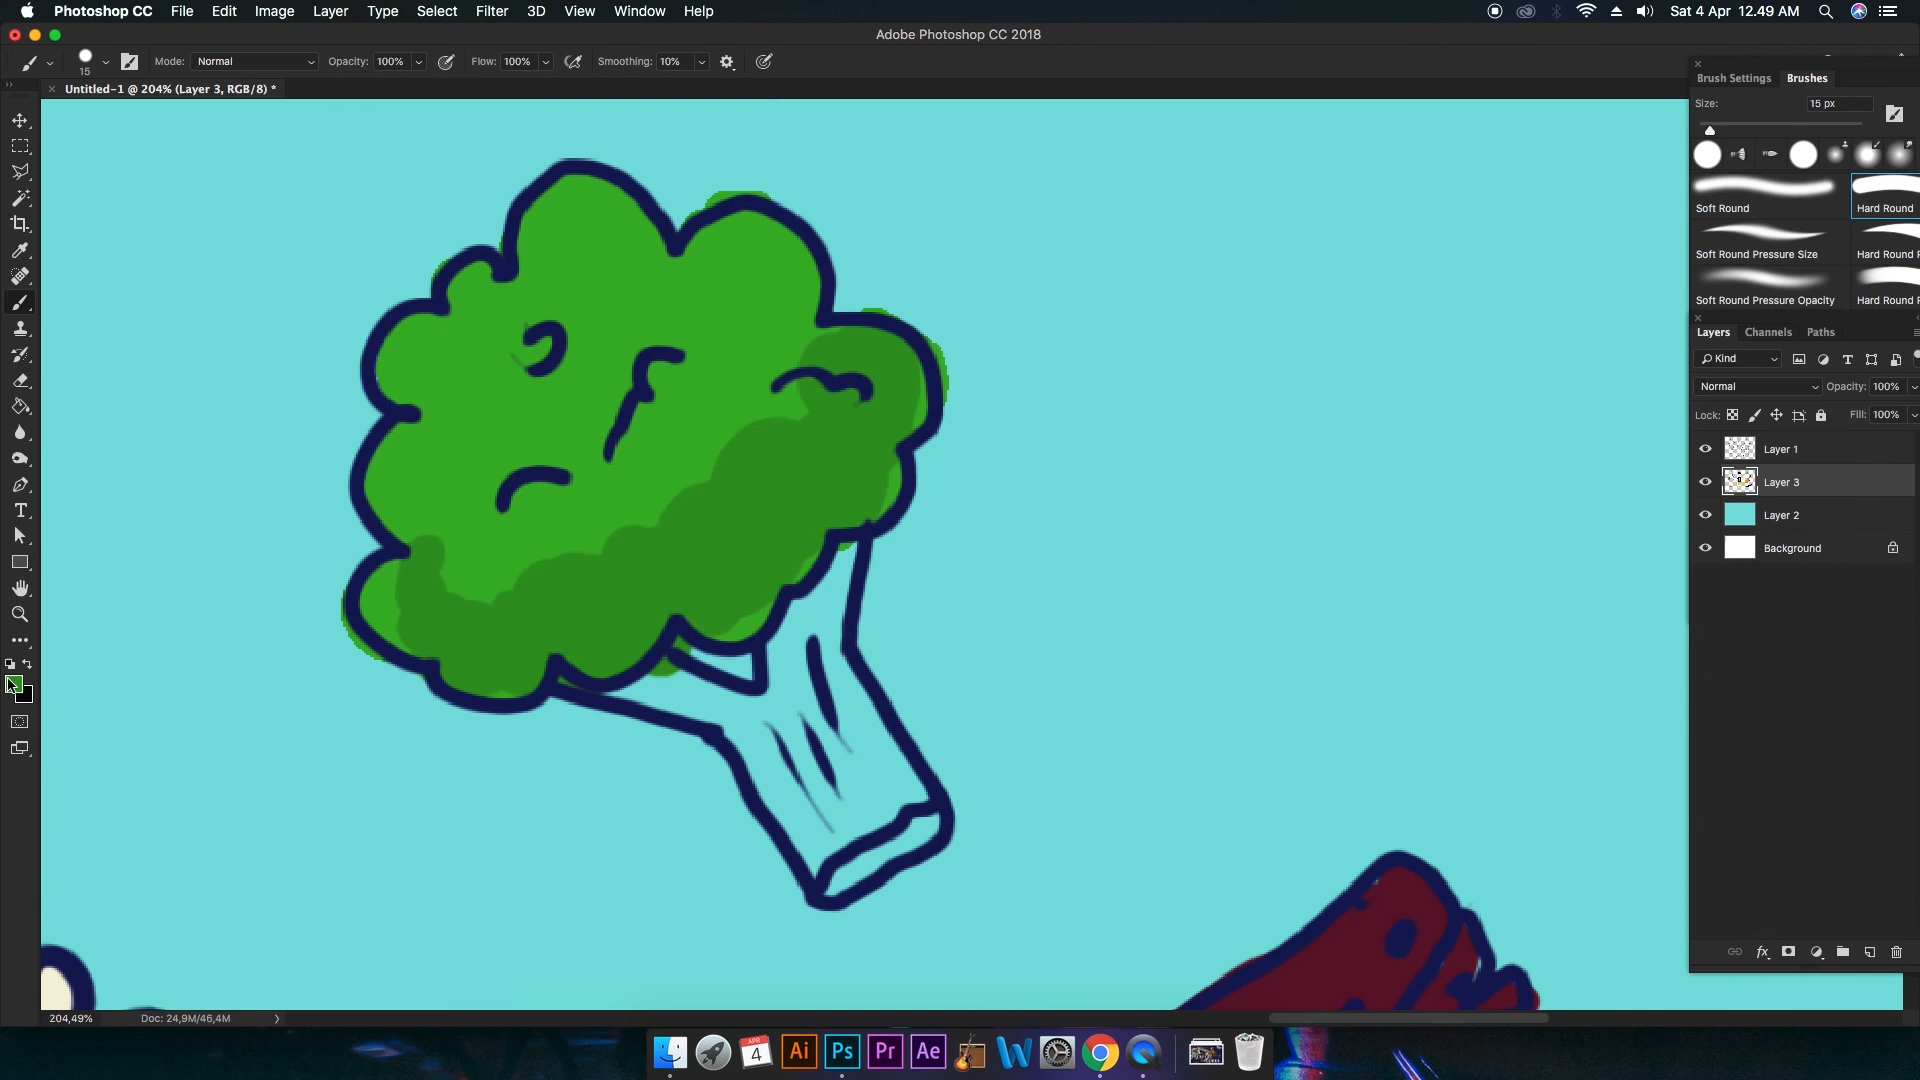 Photoshop CC File Edit Image Layer Type Select Filter 3D View Window Help Sat 4 Apr 12.49 AM
Adobe Photoshop CC 2018
15 Mode: Normal Opacity: 100% Flow: 100% Smoothing: 10%
Untitled-1 @ 204% (Layer 3, RGB/8) *
Brush Settings Brushes
Size: 15 px
Soft Round Hard Round
Soft Round Pressure Size Hard Round
Soft Round Pressure Opacity Hard Round
Layers Channels Paths
Kind
Normal Opacity: 100%
Lock: Fill: 100%
Layer 1
Layer 3
Layer 2
Background
fx
204,49% Doc: 24,9M/46,4M
APR
4 Ai Ps Pr Ae